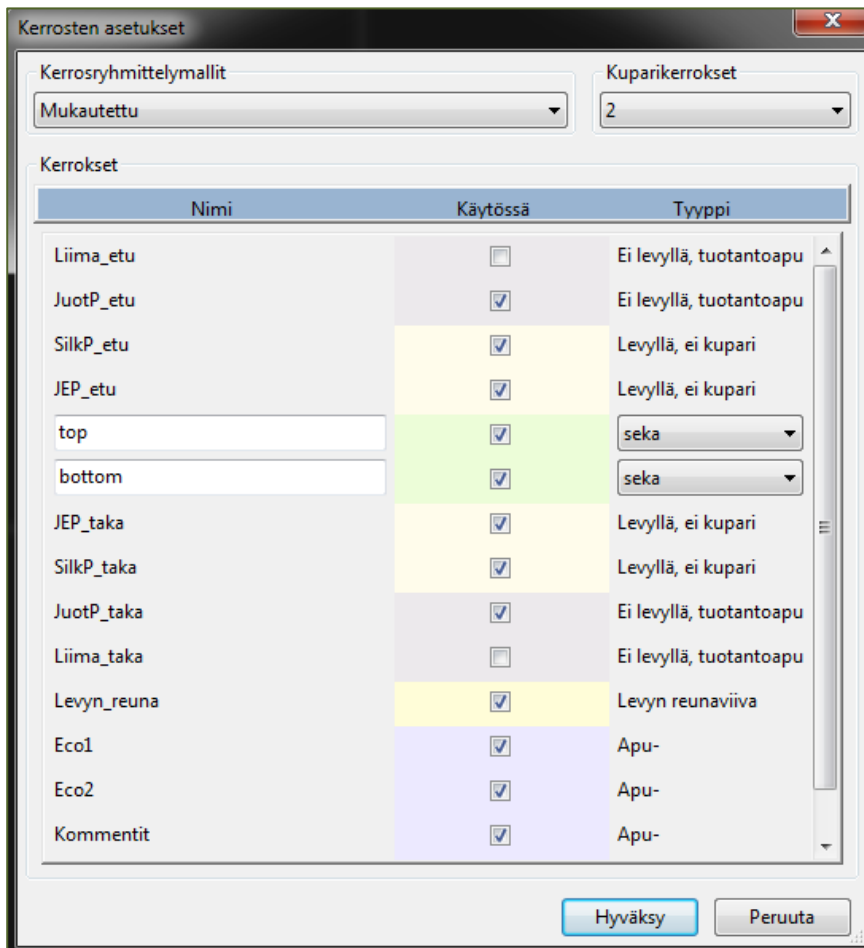 Kerrosten asetukset
Kerrosryhmittelymallit Kuparikerrokset
Mukautettu 2
Kerrokset
Nimi Käytössä Tyyppi
Liima_etu Ei levyllä, tuotantoapu
JuotP_etu Ei levyllä, tuotantoapu
SilkP_etu Levyllä, ei kupari
JEP_etu Levyllä, ei kupari
top seka
bottom seka
JEP_taka Levyllä, ei kupari
SilkP_taka Levyllä, ei kupari
JuotP_taka Ei levyllä, tuotantoapu
Liima_taka Ei levyllä, tuotantoapu
Levyn_reuna Levyn reunaviiva
Eco1 Apu-
Eco2 Apu-
Kommentit Apu-
Hyväksy Peruuta